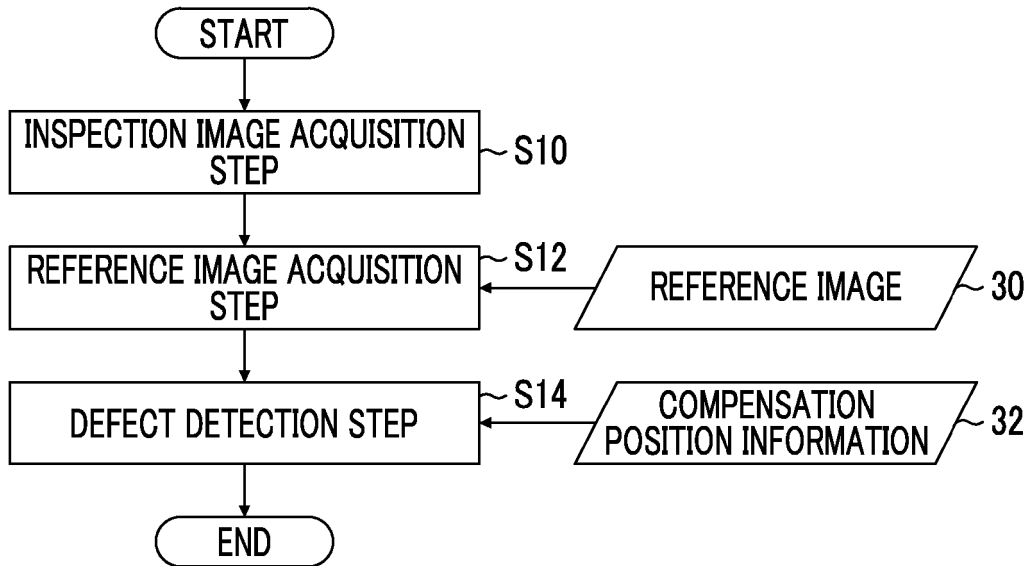 START
INSPECTION IMAGE ACQUISITION
STEP
S10
REFERENCE IMAGE ACQUISITION
STEP
S12
REFERENCE IMAGE
30
DEFECT DETECTION STEP
S14
COMPENSATION
POSITION INFORMATION
32
END